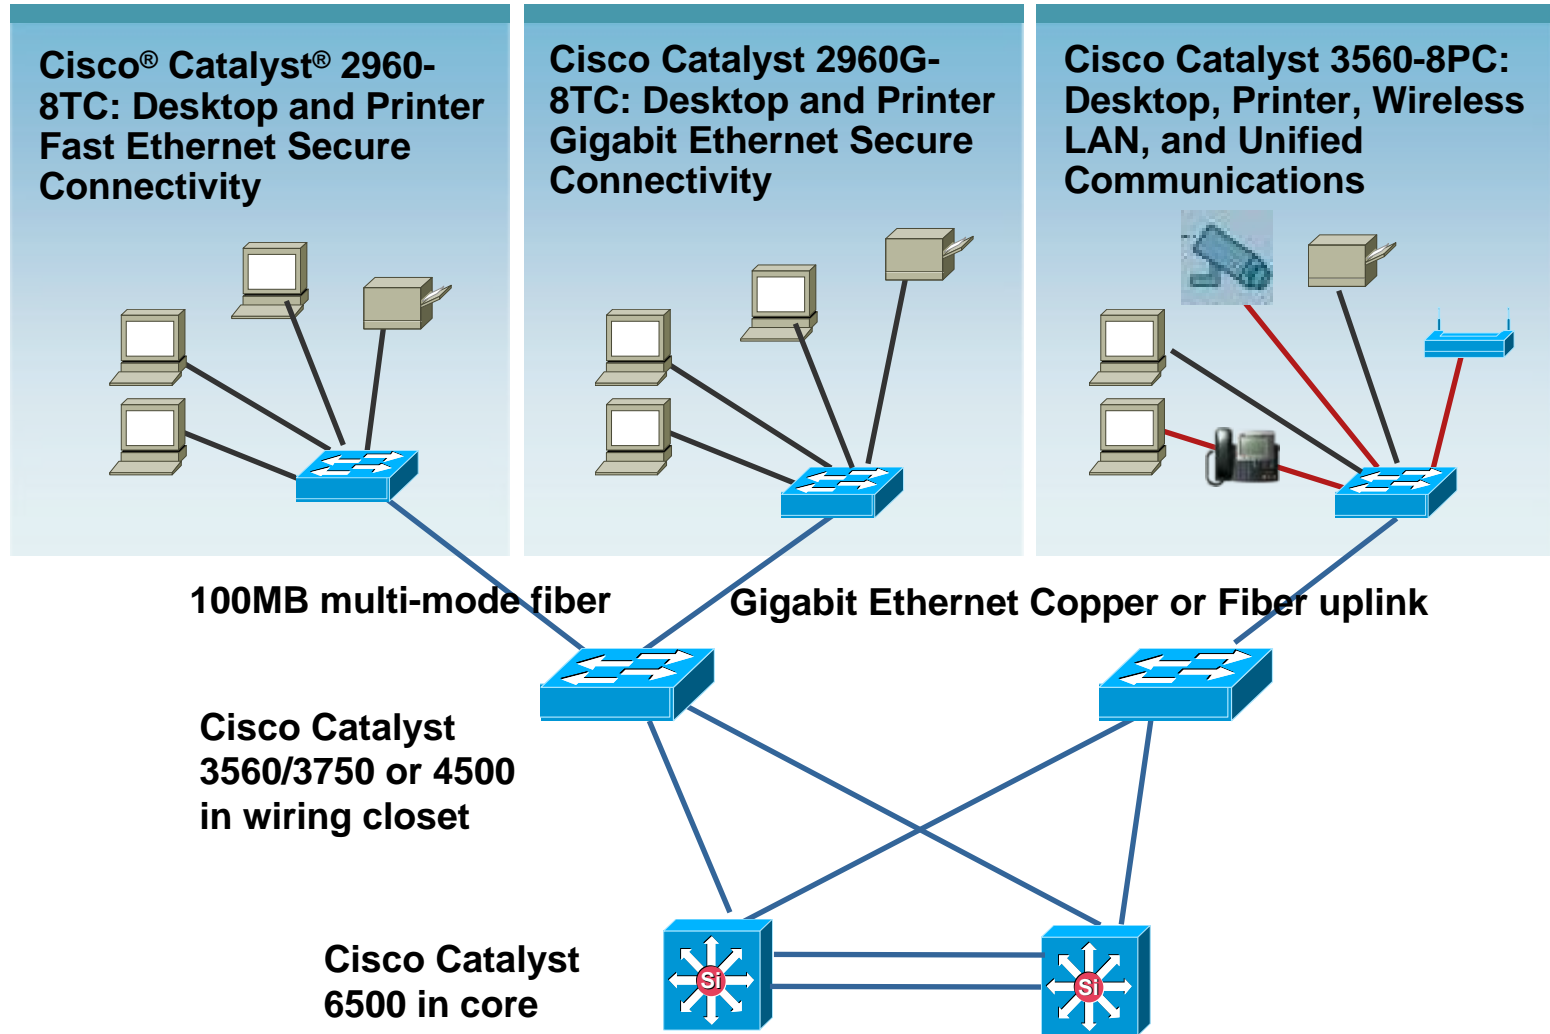 Cisco® Catalyst® 2960-
8TC: Desktop and Printer
Fast Ethernet Secure
Connectivity
Cisco Catalyst 2960G-
8TC: Desktop and Printer
Gigabit Ethernet Secure
Connectivity
Cisco Catalyst 3560-8PC:
Desktop, Printer, Wireless
LAN, and Unified
Communications
100MB multi-mode fiber
Gigabit Ethernet Copper or Fiber uplink
Cisco Catalyst
3560/3750 or 4500
in wiring closet
Cisco Catalyst
6500 in core
Si
Si